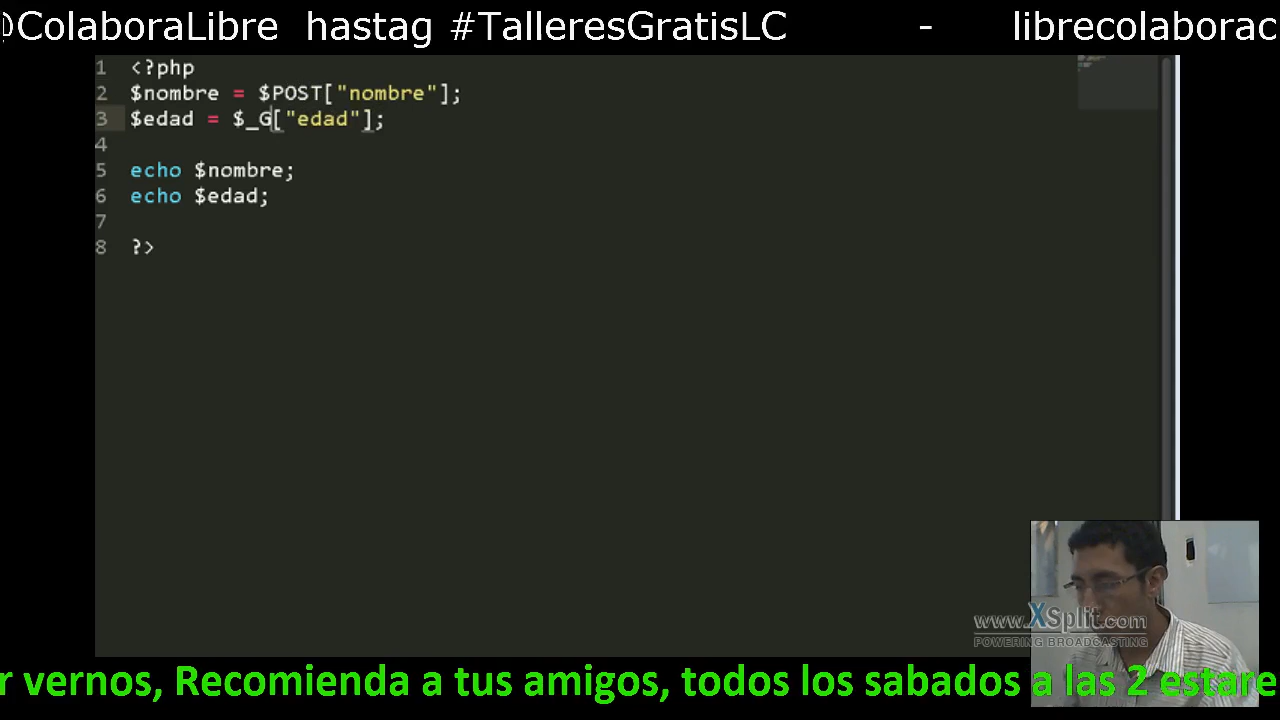 @ColaboraLibre hastag #TalleresGratisLC - librecolaborac
1 <?php
2 $nombre = $POST["nombre"];
3 $edad = $_G["edad"];
4
5 echo $nombre;
6 echo $edad;
7
8 ?>
www.XSplit.com
POWERING BROADCASTING
r vernos, Recomienda a tus amigos, todos los sabados a las 2 estare